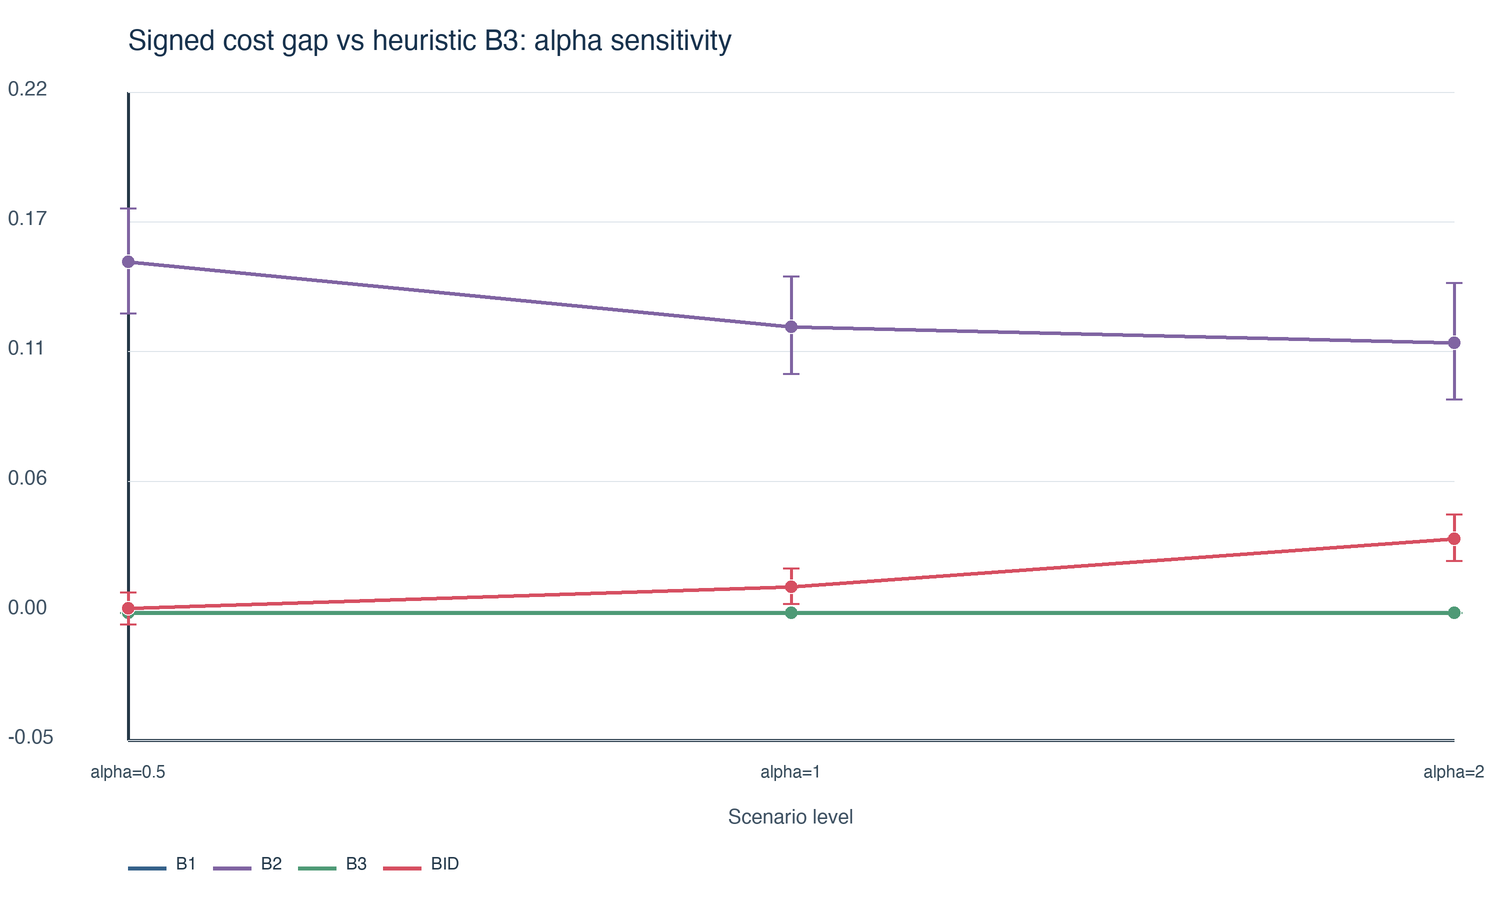 Signed cost gap vs heuristic B3: alpha sensitivity
0.22
0.17
0.11
0.06
0.00
-0.05
alpha=0.5 alpha=1 alpha=2
Scenario level
B1 B2 B3 BID